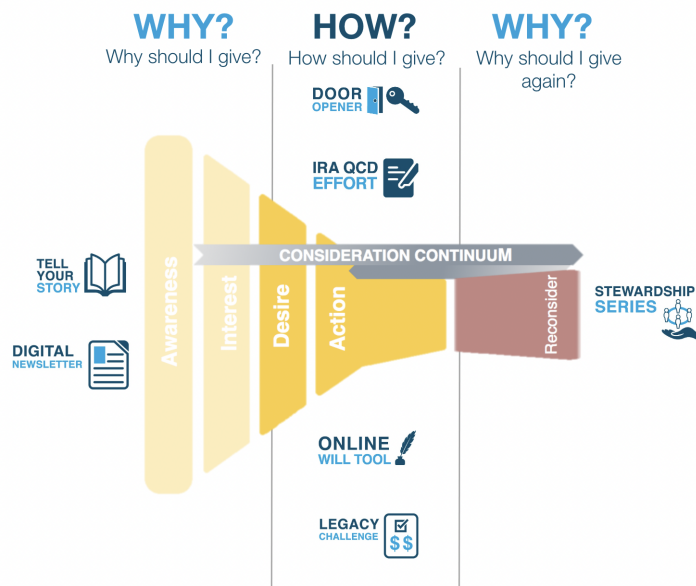 WHY?
Why should I give?
HOW?
How should I give?
WHY?
Why should I give
again?
DOOR
OPENER
IRA QCD
EFFORT
TELL
YOUR
STORY
DIGITAL
NEWSLETTER
Awareness
Interest
Desire
Action
CONSIDERATION CONTINUUM
Reconsider
STEWARDSHIP
SERIES
ONLINE
WILL TOOL
LEGACY
CHALLENGE
$$